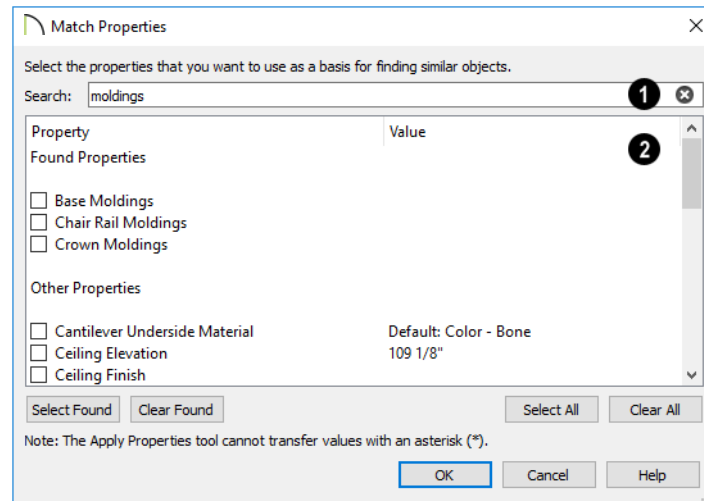 Match Properties
Select the properties that you want to use as a basis for finding similar objects.
Search: moldings 1
Property Value 2
Found Properties
Base Moldings
Chair Rail Moldings
Crown Moldings
Other Properties
Cantilever Underside Material Default: Color - Bone
Ceiling Elevation 109 1/8"
Ceiling Finish
Select Found Clear Found Select All Clear All
Note: The Apply Properties tool cannot transfer values with an asterisk (*).
OK Cancel Help